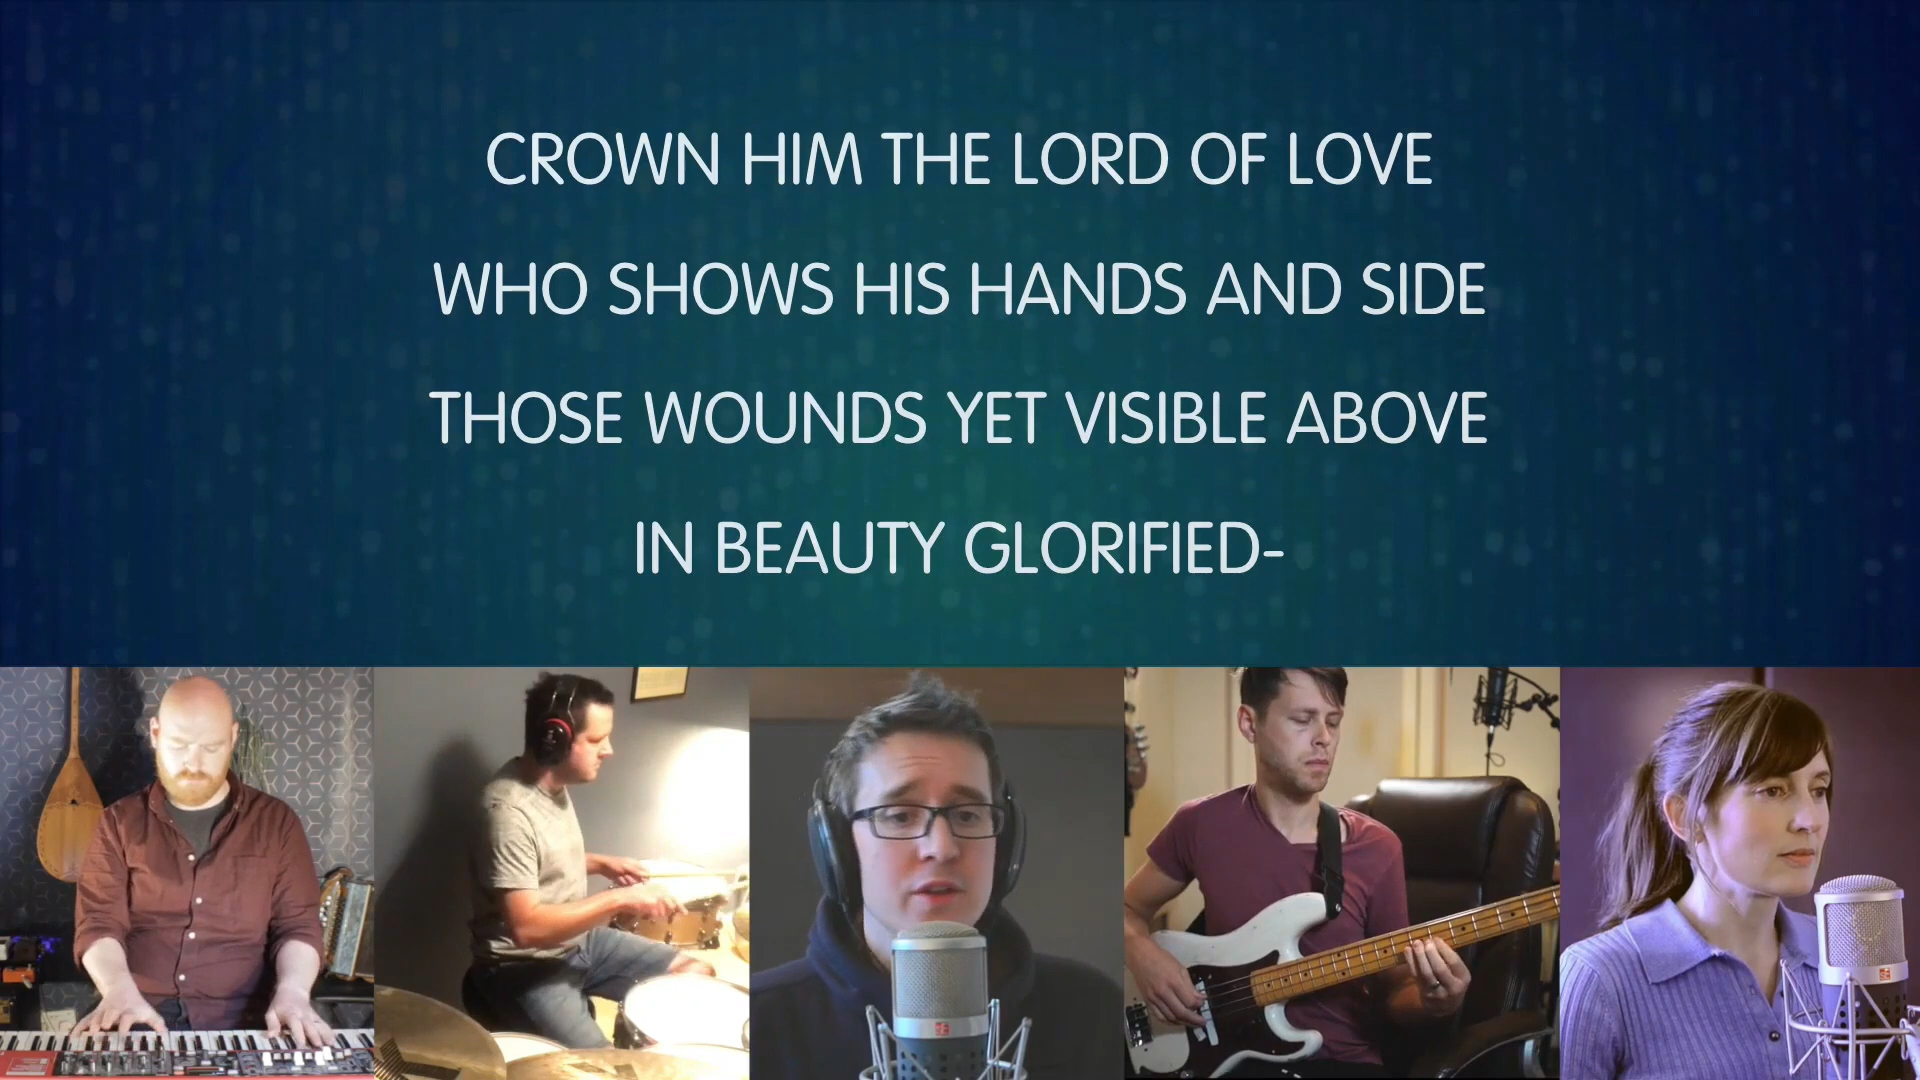 CROWN HIM THE LORD OF LOVE
WHO SHOWS HIS HANDS AND SIDE
THOSE WOUNDS YET VISIBLE ABOVE
IN BEAUTY GLORIFIED-